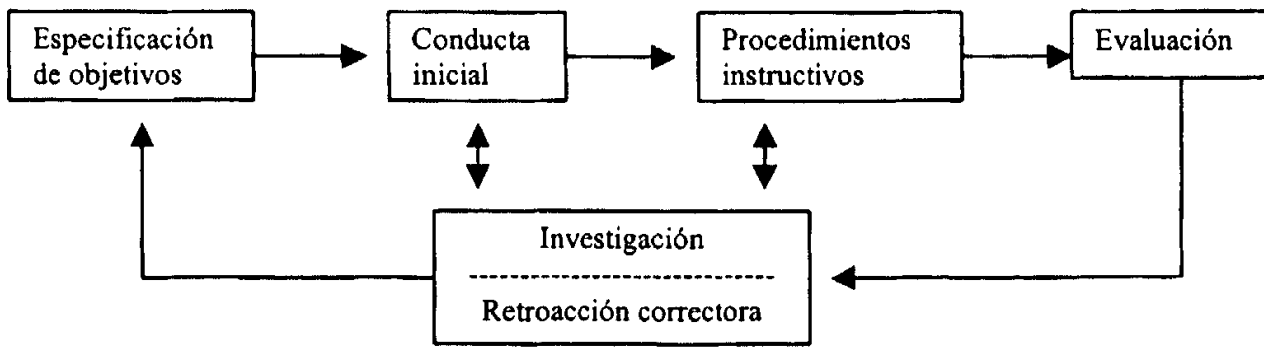 Especificación
de objetivos
Conducta
inicial
Procedimientos
instructivos
Evaluación
Investigación
Retroacción correctora